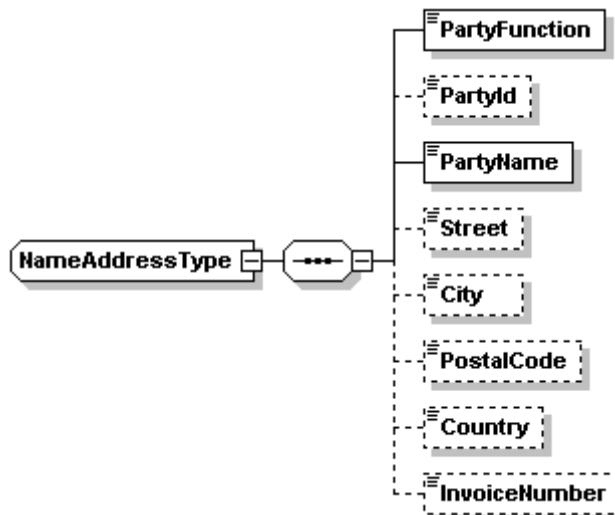 PartyFunction
PartyId
PartyName
Street
NameAddressType
City
PostalCode
Country
InvoiceNumber